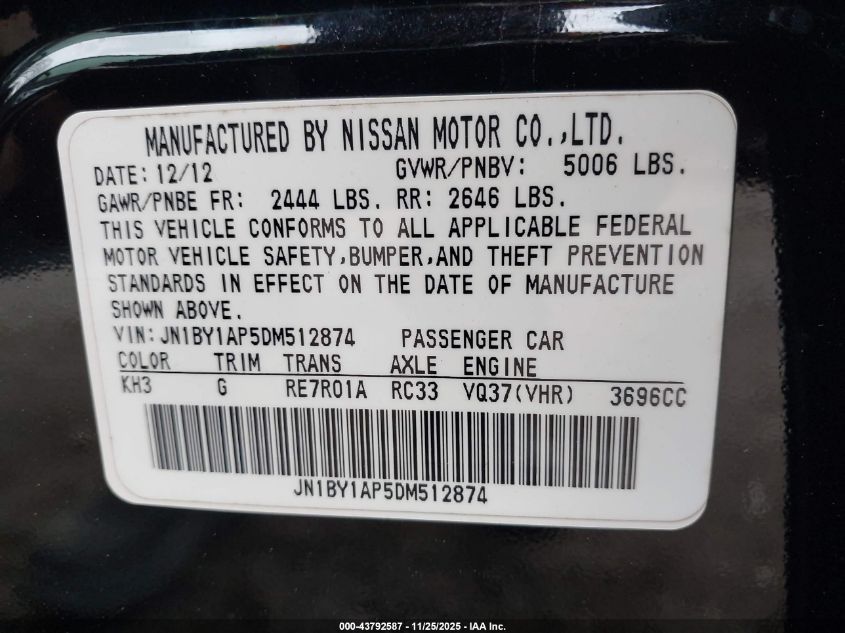 MANUFACTURED BY NISSAN MOTOR CO.,LTD.
DATE: 12/12 GVWR/PNBV: 5006 LBS.
GAWR/PNBE FR: 2444 LBS. RR: 2646 LBS.
THIS VEHICLE CONFORMS TO ALL APPLICABLE FEDERAL
MOTOR VEHICLE SAFETY,BUMPER,AND THEFT PREVENTION
STANDARDS IN EFFECT ON THE DATE OF MANUFACTURE
SHOWN ABOVE.
VIN: JN1BY1AP5DM512874 PASSENGER CAR
COLOR TRIM TRANS AXLE ENGINE
KH3 G RE7R01A RC33 VQ37(VHR) 3696CC
JN1BY1AP5DM512874
000-43792587 - 11/25/2025 - IAA Inc.